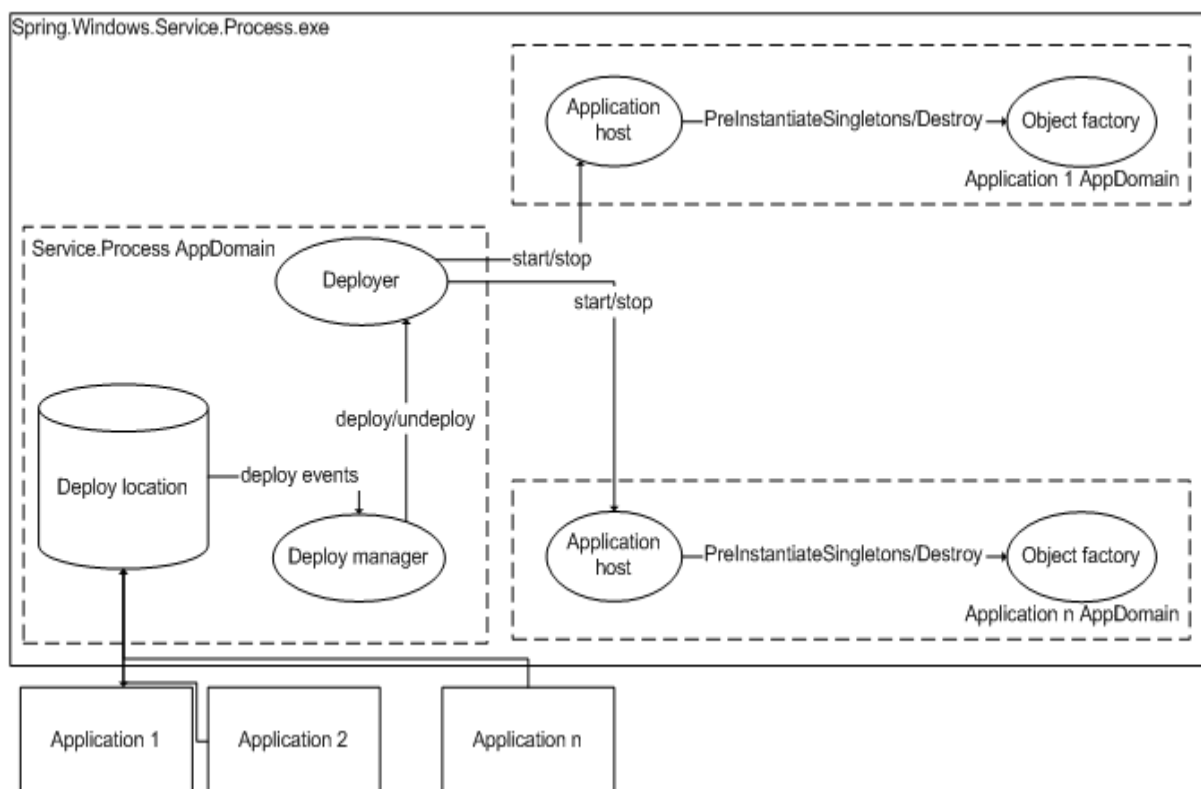 Spring.Windows.Service.Process.exe
Application
host
PreInstantiateSingletons/Destroy
Object factory
Application 1 AppDomain
Service.Process AppDomain
Deployer
start/stop
start/stop
deploy/undeploy
Deploy location
deploy events
Deploy manager
Application
host
PreInstantiateSingletons/Destroy
Object factory
Application n AppDomain
Application 1
Application 2
Application n